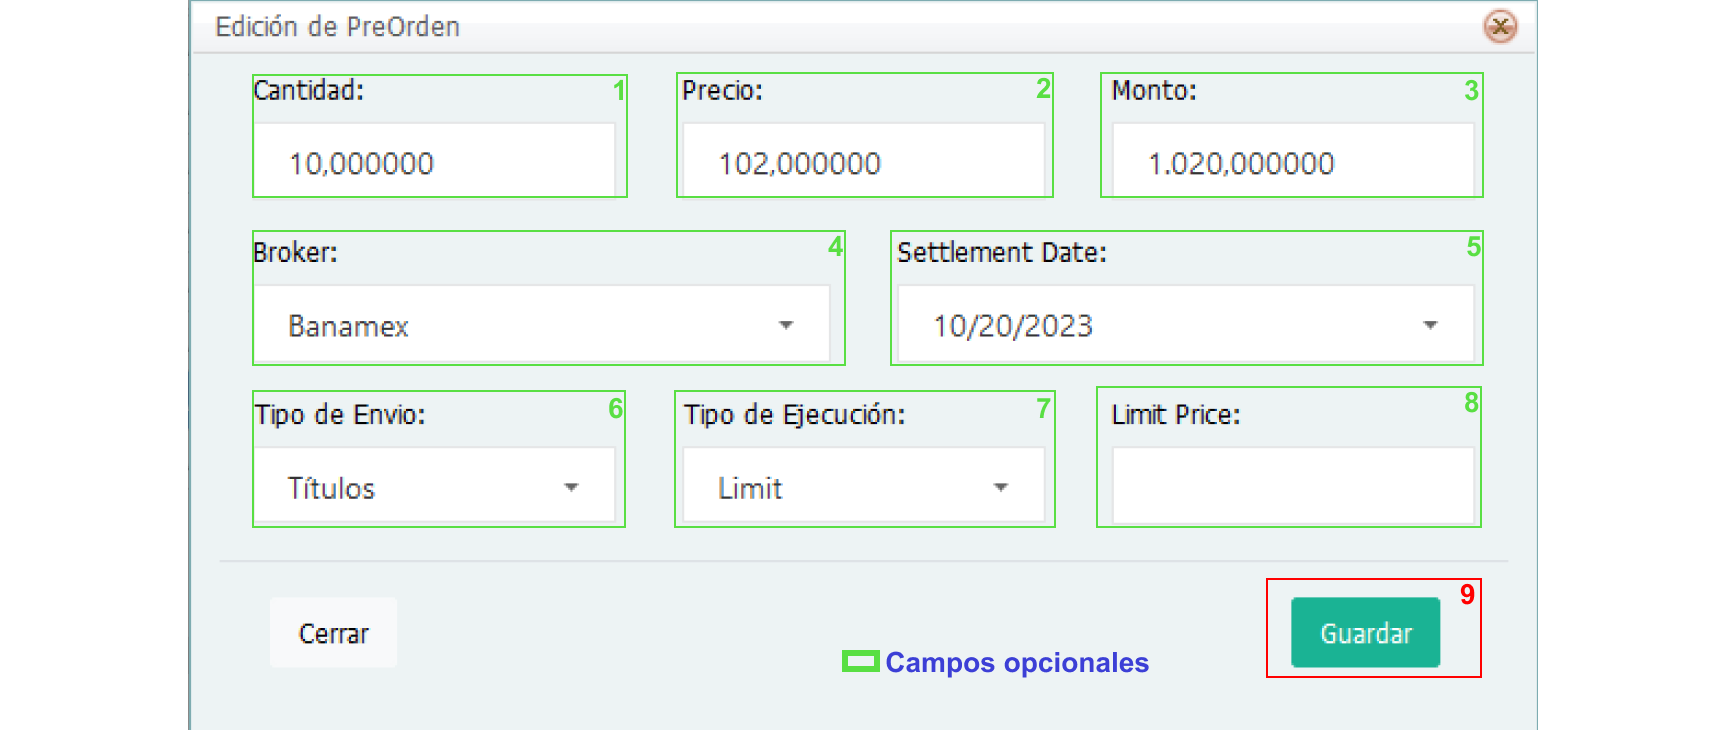 Edición de PreOrden
Cantidad: 1 Precio: 2 Monto: 3
10,000000 102,000000 1.020,000000
Broker: 4 Settlement Date: 5
Banamex 10/20/2023
Tipo de Envio: 6 Tipo de Ejecución: 7 Limit Price: 8
Títulos Limit
9
Cerrar Guardar
Campos opcionales